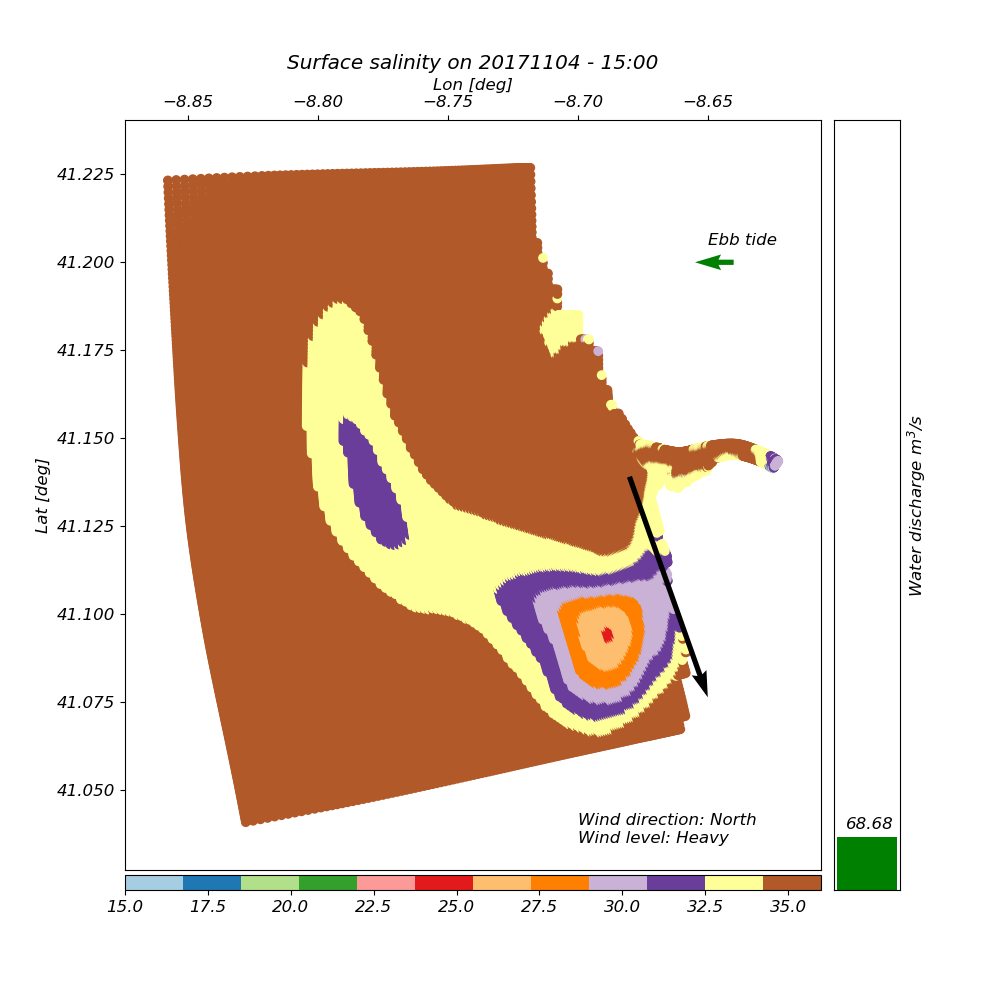 Surface salinity on 20171104 - 15:00
Lon [deg]
−8.85 −8.80 −8.75 −8.70 −8.65
41.225
41.200
41.175
41.150
41.125
41.100
41.075
41.050
Lat [deg]
Ebb tide
Wind direction: North
Wind level: Heavy
15.0 17.5 20.0 22.5 25.0 27.5 30.0 32.5 35.0
68.68
Water discharge m³/s